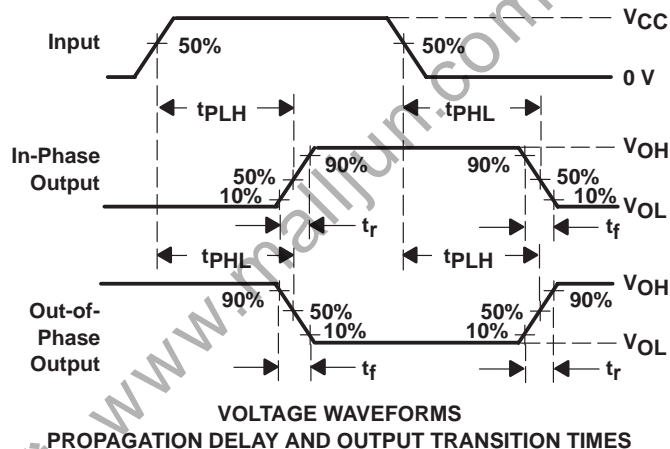 VCC
Input
50%
50%
0 V
tPLH
tPHL
In-Phase
Output
90%
90%
VOH
50%
10%
50%
10%
VOL
tr
tf
tPHL
tPLH
Out-of-
Phase
Output
90%
50%
10%
50%
10%
90%
VOH
VOL
tf
tr
VOLTAGE WAVEFORMS
PROPAGATION DELAY AND OUTPUT TRANSITION TIMES
www.malljun.com